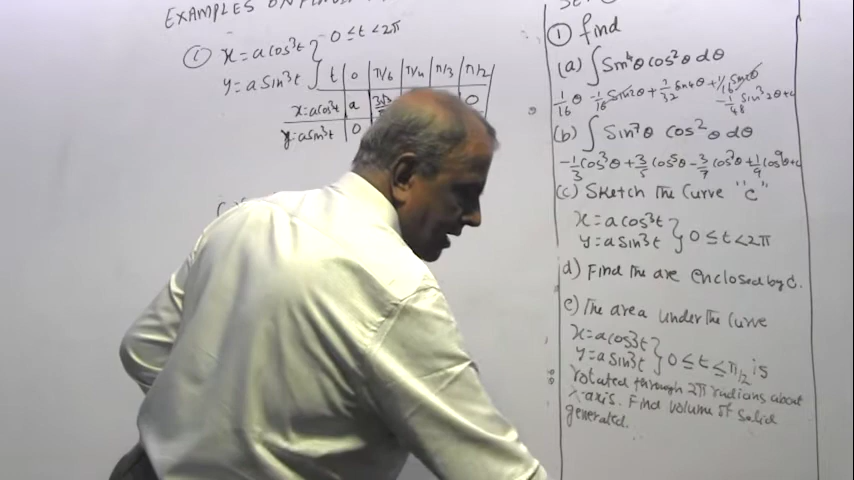 EXAMPLES ON
(i) x = a cos³t } 0 ≤ t < 2π
y = a sin³t
t | 0 | π/6 | π/4 | π/3 | π/2
x=acos³t | a | 0
y=asin³t | 0
① find
(a) ∫ Sin⁴θ cos²θ dθ
1/16 θ - 1/16 Sin2θ + 1/32 Sin4θ + 1/16 Sin2θ
- 1/48 Sin³2θ + c
(b) ∫ Sin⁷θ cos²θ dθ
-1/3 cos³θ + 3/5 cos⁵θ - 3/7 cos⁷θ + 1/9 cos⁹θ + c
(c) Sketch The Curve "C"
x = a cos³t
y = a sin³t } 0 ≤ t < 2π
d) Find The are enclosed by C.
e) The area under The Curve
x = a cos³t
y = a sin³t } 0 ≤ t ≤ π/2 is
rotated through 2π radians about
x-axis. Find volume of solid
generated.